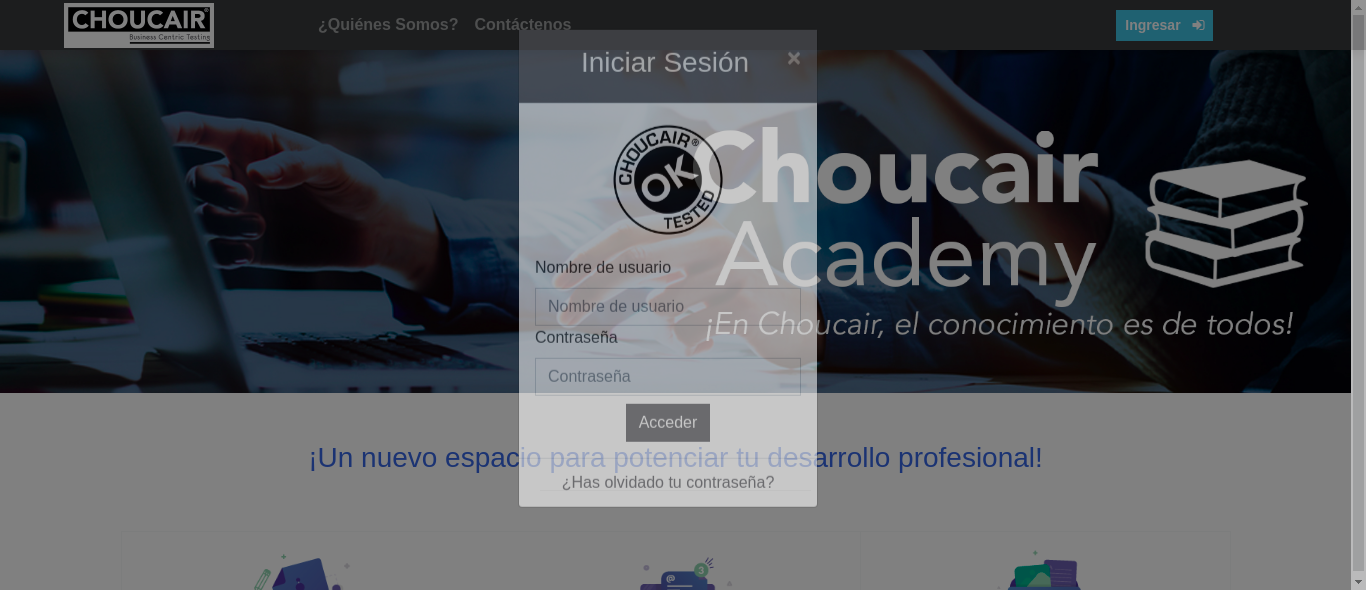 CHOUCAIR®
Business Centric Testing
¿Quiénes Somos?
Contáctenos
Ingresar
Iniciar Sesión
×
CHOUCAIR®
OK
TESTED
Choucair
Academy
¡En Choucair, el conocimiento es de todos!
Nombre de usuario
Nombre de usuario
Contraseña
Contraseña
Acceder
¡Un nuevo espacio para potenciar tu desarrollo profesional!
¿Has olvidado tu contraseña?
@
3